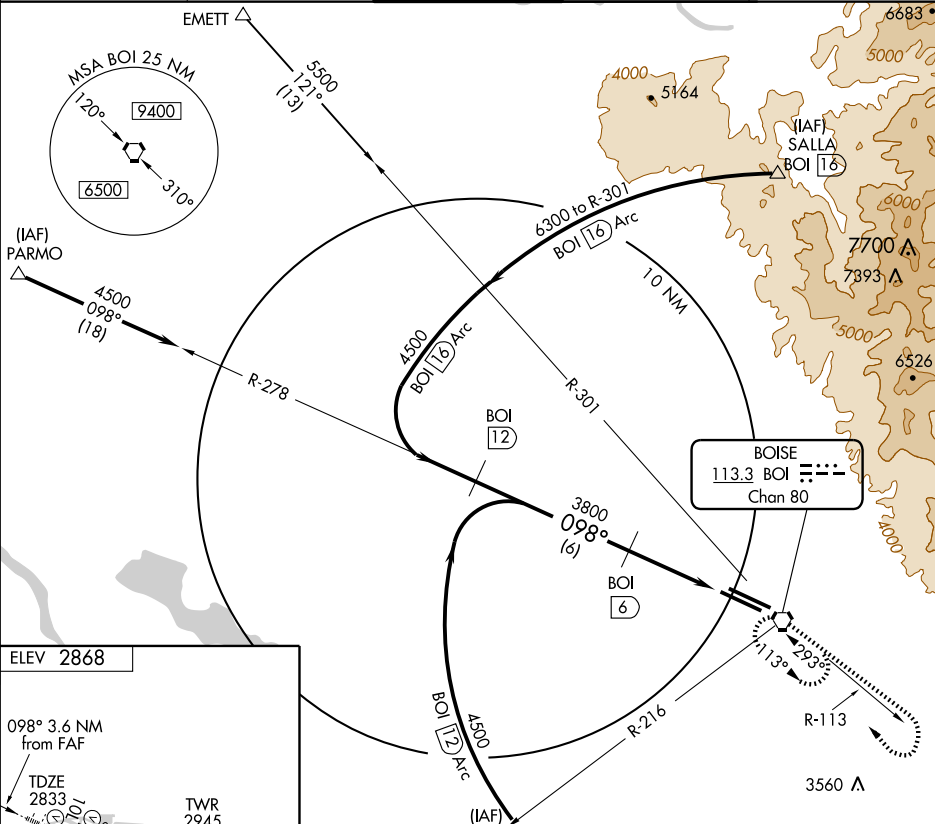 EMETT
6683
5000
MSA BOI 25 NM
120°
9400
6500
310°
5500
121°
(13)
4000
5164
(IAF)
SALLA
BOI 16
6000
6300 to R-301
BOI 16 Arc
7700
7393
10 NM
(IAF)
PARMO
4500
098°
(18)
4500
BOI 16 Arc
5000
6526
R-278
R-301
BOI
12
BOISE
113.3 BOI
Chan 80
3800
098°
(6)
4000
BOI
6
113°
293°
R-113
ELEV 2868
R-216
4500
BOI 12 Arc
098° 3.6 NM
from FAF
TDZE
2833
TWR
2945
3560
(IAF)